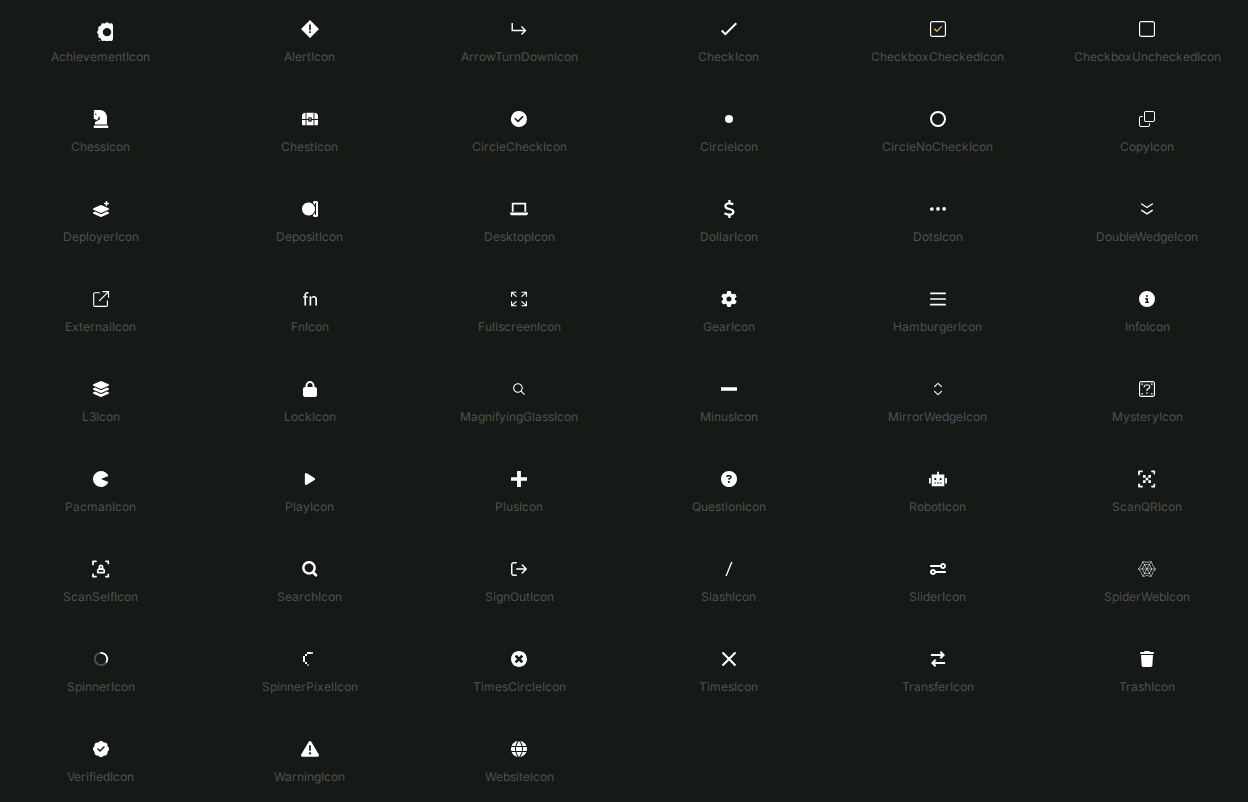 AchievementIcon AlertIcon ArrowTurnDownIcon CheckIcon CheckboxCheckedIcon CheckboxUncheckedIcon
ChessIcon ChestIcon CircleCheckIcon CircleIcon CircleNoCheckIcon CopyIcon
DeployerIcon DepositIcon DesktopIcon DollarIcon DotsIcon DoubleWedgeIcon
fn
ExternalIcon FnIcon FullscreenIcon GearIcon HamburgerIcon InfoIcon
L3Icon LockIcon MagnifyingGlassIcon MinusIcon MirrorWedgeIcon MysteryIcon
PacmanIcon PlayIcon PlusIcon QuestionIcon RobotIcon ScanQRIcon
ScanSelfIcon SearchIcon SignOutIcon SlashIcon SliderIcon SpiderWebIcon
SpinnerIcon SpinnerPixelIcon TimesCircleIcon TimesIcon TransferIcon TrashIcon
VerifiedIcon WarningIcon WebsiteIcon